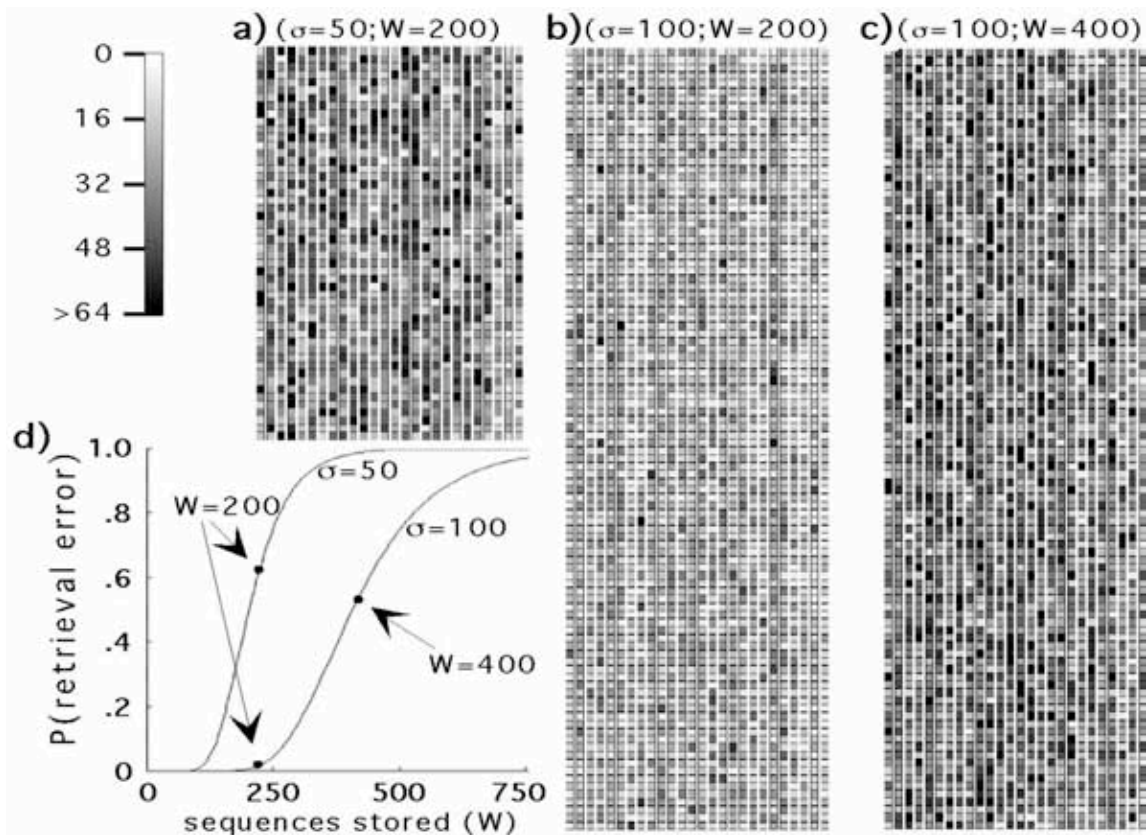 a) (σ=50;W=200)
b) (σ=100;W=200)
c) (σ=100;W=400)
0
16
32
48
>64
d)
P(retrieval error)
1.0
.8
.6
.4
.2
0
σ=50
W=200
σ=100
W=400
0
250
500
750
sequences stored (W)